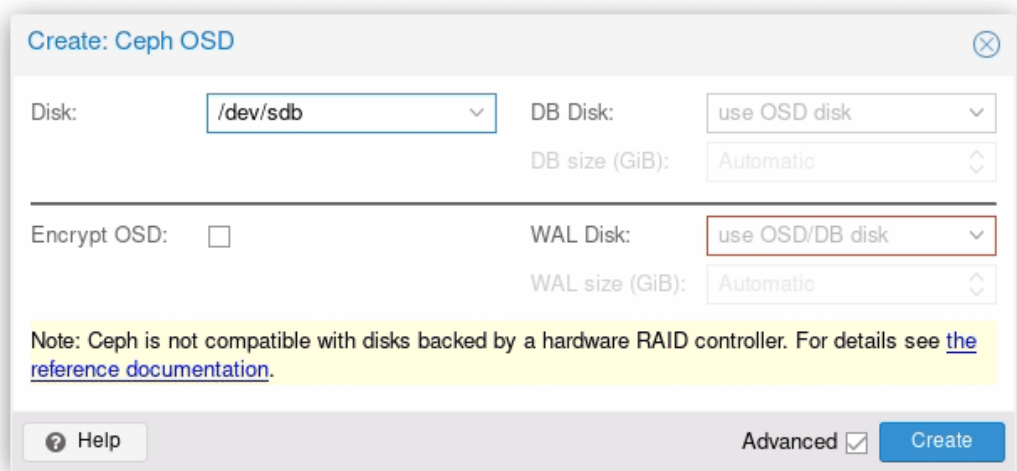 Create: Ceph OSD
Disk: /dev/sdb DB Disk: use OSD disk
DB size (GiB): Automatic
Encrypt OSD: WAL Disk: use OSD/DB disk
WAL size (GiB): Automatic
Note: Ceph is not compatible with disks backed by a hardware RAID controller. For details see the
reference documentation.
Help Advanced Create